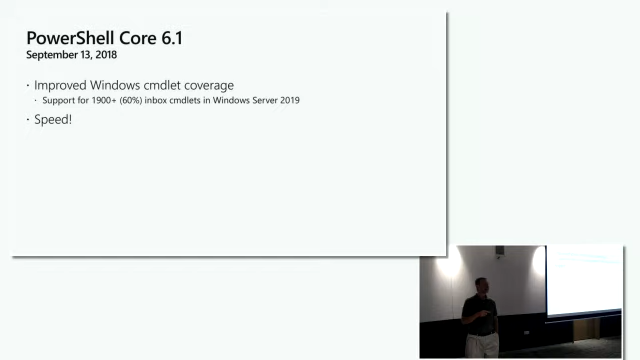 PowerShell Core 6.1
September 13, 2018
· Improved Windows cmdlet coverage
· Support for 1900+ (60%) inbox cmdlets in Windows Server 2019
· Speed!